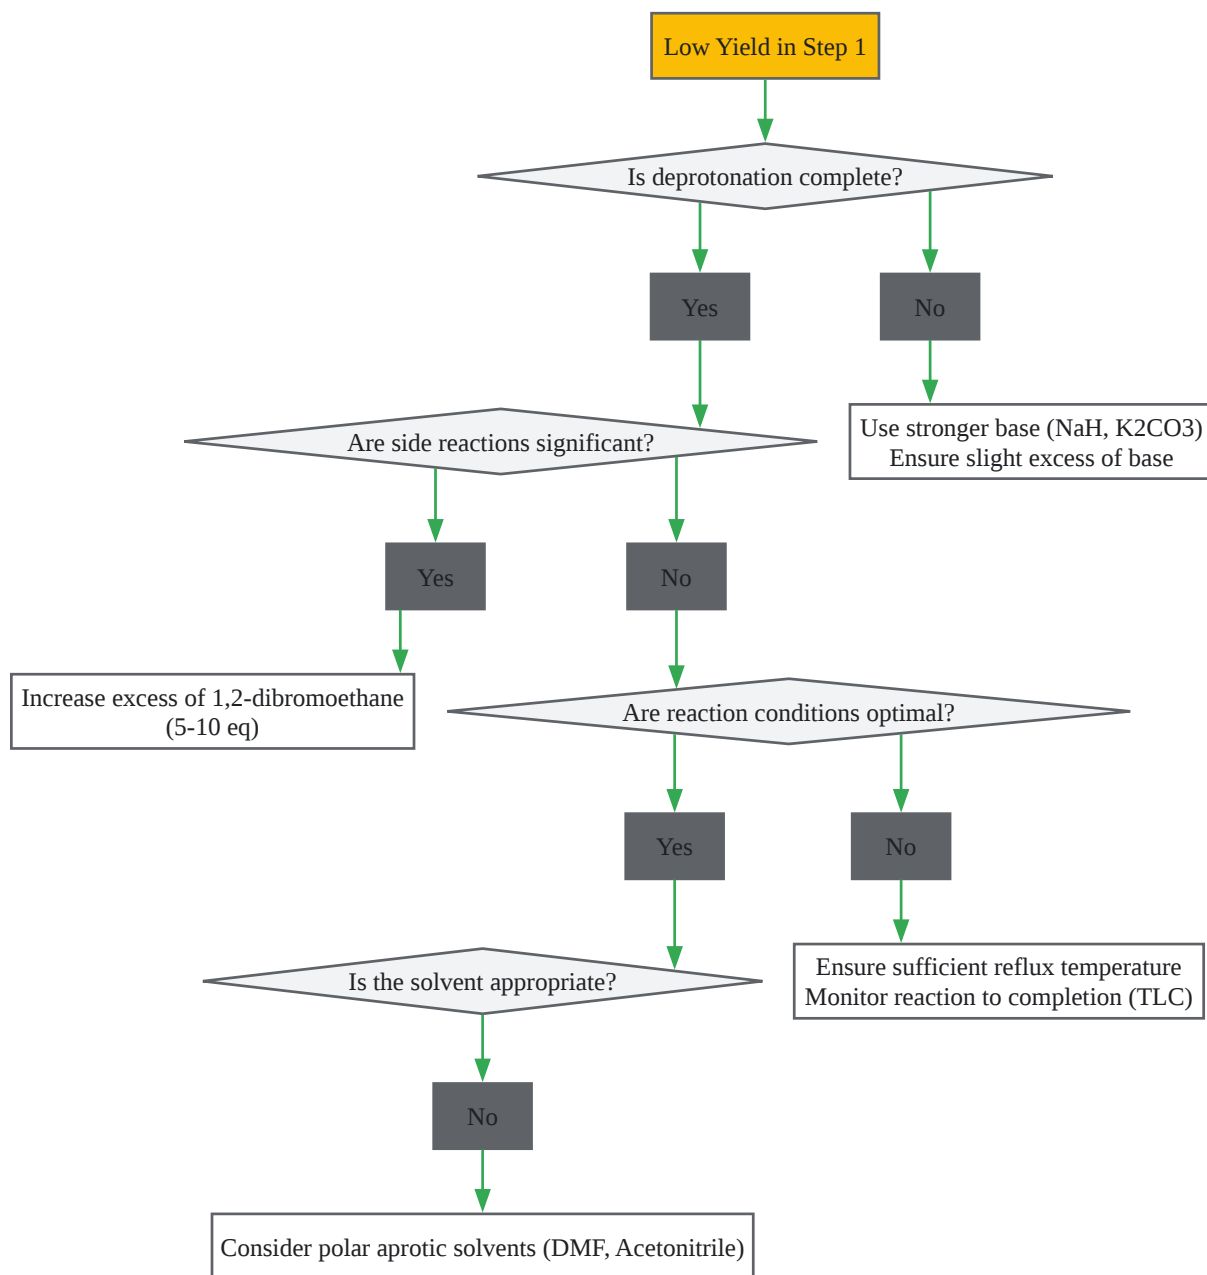 Low Yield in Step 1
Is deprotonation complete?
Yes
No
Use stronger base (NaH, K2CO3)
Ensure slight excess of base
Are side reactions significant?
Yes
No
Increase excess of 1,2-dibromoethane
(5-10 eq)
Are reaction conditions optimal?
Yes
No
Ensure sufficient reflux temperature
Monitor reaction to completion (TLC)
Is the solvent appropriate?
No
Consider polar aprotic solvents (DMF, Acetonitrile)